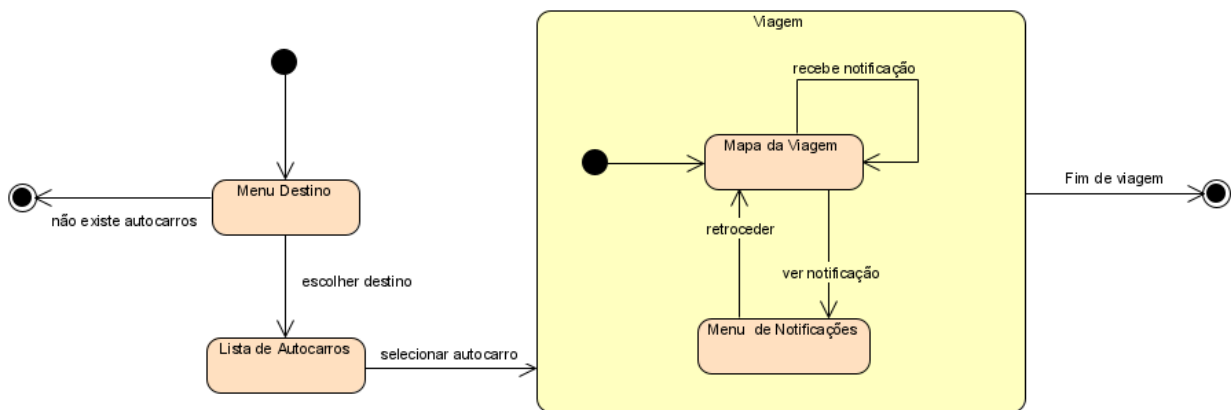 Viagem
recebe notificação
Mapa da Viagem
Menu Destino
Fim de viagem
não existe autocarros
retroceder
ver notificação
escolher destino
Menu de Notificações
Lista de Autocarros
selecionar autocarro